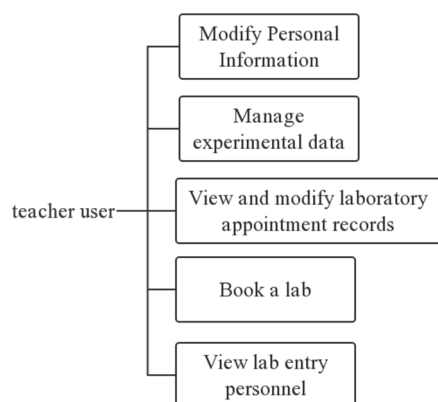 Modify Personal
Information
Manage
experimental data
teacher user
View and modify laboratory
appointment records
Book a lab
View lab entry
personnel